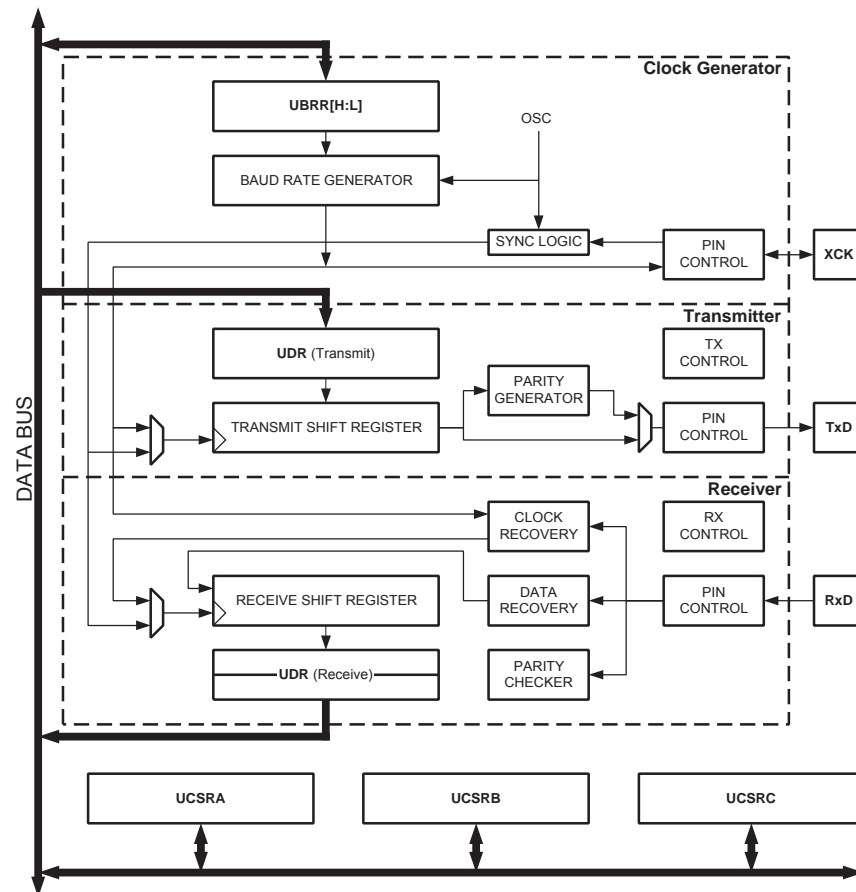 Clock Generator
UBRR[H:L]
OSC
BAUD RATE GENERATOR
SYNC LOGIC
PIN
CONTROL
XCK
Transmitter
UDR (Transmit)
TX
CONTROL
PARITY
GENERATOR
TRANSMIT SHIFT REGISTER
PIN
CONTROL
TxD
DATA BUS
Receiver
CLOCK
RECOVERY
RX
CONTROL
RECEIVE SHIFT REGISTER
DATA
RECOVERY
PIN
CONTROL
RxD
UDR (Receive)
PARITY
CHECKER
UCSRA
UCSRB
UCSRC